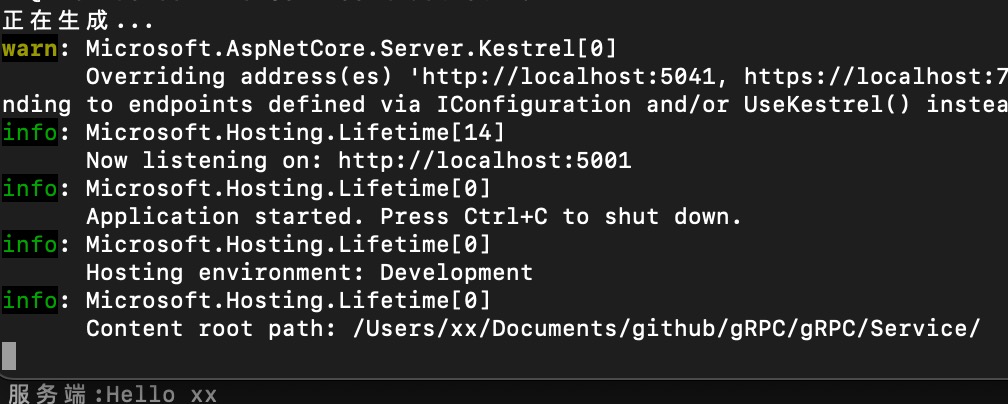 正在生成...
warn: Microsoft.AspNetCore.Server.Kestrel[0]
Overriding address(es) 'http://localhost:5041, https://localhost:7
nding to endpoints defined via IConfiguration and/or UseKestrel() instea
info: Microsoft.Hosting.Lifetime[14]
Now listening on: http://localhost:5001
info: Microsoft.Hosting.Lifetime[0]
Application started. Press Ctrl+C to shut down.
info: Microsoft.Hosting.Lifetime[0]
Hosting environment: Development
info: Microsoft.Hosting.Lifetime[0]
Content root path: /Users/xx/Documents/github/gRPC/gRPC/Service/
服务端:Hello xx